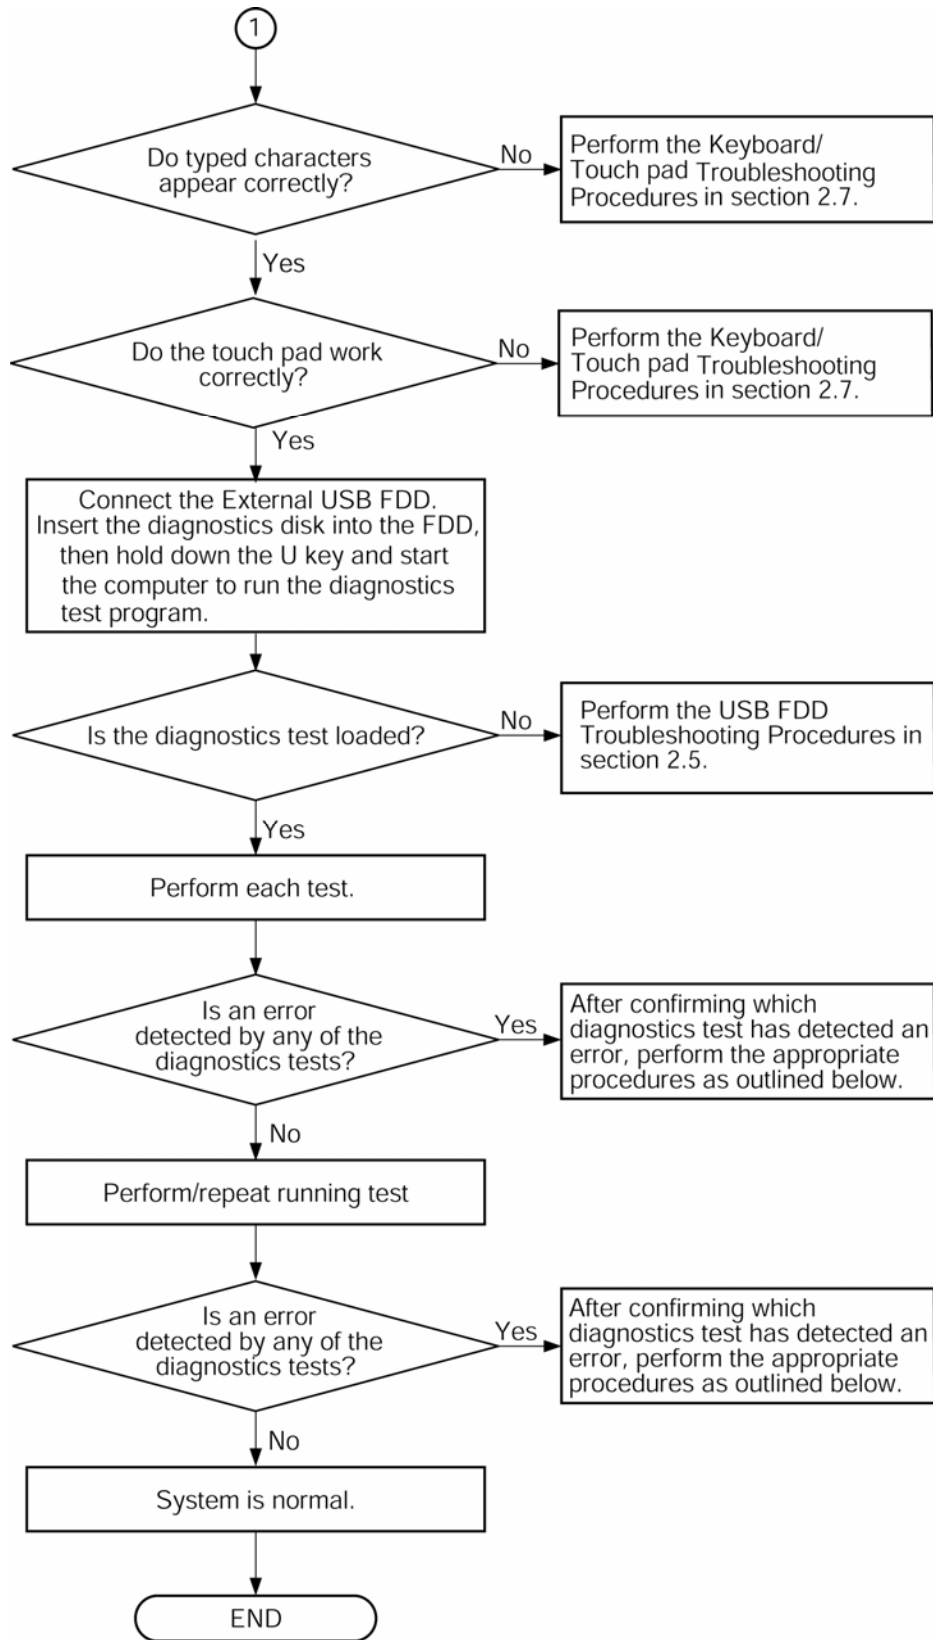 1
Do typed characters
appear correctly?
No
Perform the Keyboard/
Touch pad Troubleshooting
Procedures in section 2.7.
Yes
Do the touch pad work
correctly?
No
Perform the Keyboard/
Touch pad Troubleshooting
Procedures in section 2.7.
Yes
Connect the External USB FDD.
Insert the diagnostics disk into the FDD,
then hold down the U key and start
the computer to run the diagnostics
test program.
Is the diagnostics test loaded?
No
Perform the USB FDD
Troubleshooting Procedures in
section 2.5.
Yes
Perform each test.
Is an error
detected by any of the
diagnostics tests?
Yes
After confirming which
diagnostics test has detected an
error, perform the appropriate
procedures as outlined below.
No
Perform/repeat running test
Is an error
detected by any of the
diagnostics tests?
Yes
After confirming which
diagnostics test has detected an
error, perform the appropriate
procedures as outlined below.
No
System is normal.
END